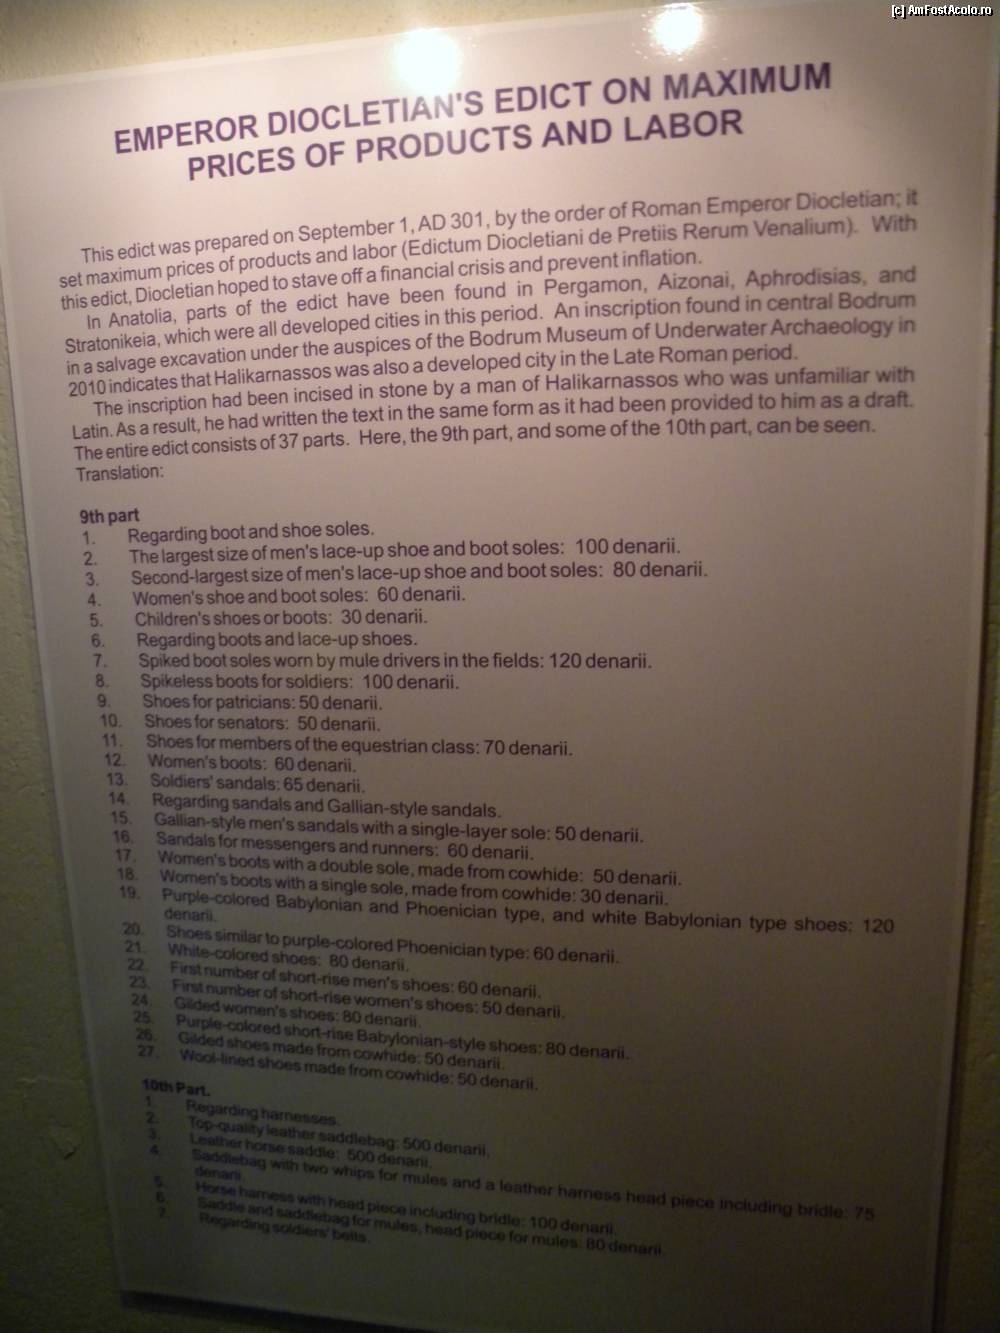 [c] AmFostAcolo.ro
EMPEROR DIOCLETIAN'S EDICT ON MAXIMUM
PRICES OF PRODUCTS AND LABOR
This edict was prepared on September 1, AD 301, by the order of Roman Emperor Diocletian; it
set maximum prices of products and labor (Edictum Diocletiani de Pretiis Rerum Venalium). With
this edict, Diocletian hoped to stave off a financial crisis and prevent inflation.
In Anatolia, parts of the edict have been found in Pergamon, Aizonai, Aphrodisias, and
Stratonikeia, which were all developed cities in this period. An inscription found in central Bodrum
in a salvage excavation under the auspices of the Bodrum Museum of Underwater Archaeology in
2010 indicates that Halikarnassos was also a developed city in the Late Roman period.
The inscription had been incised in stone by a man of Halikarnassos who was unfamiliar with
Latin. As a result, he had written the text in the same form as it had been provided to him as a draft.
The entire edict consists of 37 parts. Here, the 9th part, and some of the 10th part, can be seen.
Translation:
9th part
1. Regarding boot and shoe soles.
2. The largest size of men's lace-up shoe and boot soles: 100 denarii.
3. Second-largest size of men's lace-up shoe and boot soles: 80 denarii.
4. Women's shoe and boot soles: 60 denarii.
5. Children's shoes or boots: 30 denarii.
6. Regarding boots and lace-up shoes.
7. Spiked boot soles worn by mule drivers in the fields: 120 denarii.
8. Spikeless boots for soldiers: 100 denarii.
9. Shoes for patricians: 50 denarii.
10. Shoes for senators: 50 denarii.
11. Shoes for members of the equestrian class: 70 denarii.
12. Women's boots: 60 denarii.
13. Soldiers' sandals: 65 denarii.
14. Regarding sandals and Gallian-style sandals.
15. Gallian-style men's sandals with a single-layer sole: 50 denarii.
16. Sandals for messengers and runners: 60 denarii.
17. Women's boots with a double sole, made from cowhide: 50 denarii.
18. Women's boots with a single sole, made from cowhide: 30 denarii.
19. Purple-colored Babylonian and Phoenician type, and white Babylonian type shoes: 120
denarii.
20. Shoes similar to purple-colored Phoenician type: 60 denarii.
21. White-colored shoes: 80 denarii.
22. First number of short-rise men's shoes: 60 denarii.
23. First number of short-rise women's shoes: 50 denarii.
24. Gilded women's shoes: 80 denarii.
25. Purple-colored short-rise Babylonian-style shoes: 80 denarii.
26. Gilded shoes made from cowhide: 50 denarii.
27. Wool-lined shoes made from cowhide: 50 denarii.
10th Part.
1. Regarding harnesses.
2. Top-quality leather saddlebag: 500 denarii.
3. Leather horse saddle: 500 denarii.
4. Saddlebag with two whips for mules and a leather harness head piece including bridle: 75
denarii.
5. Horse harness with head piece including bridle: 100 denarii.
6. Saddle and saddlebag for mules, head piece for mules: 80 denarii.
7. Regarding soldiers' belts.